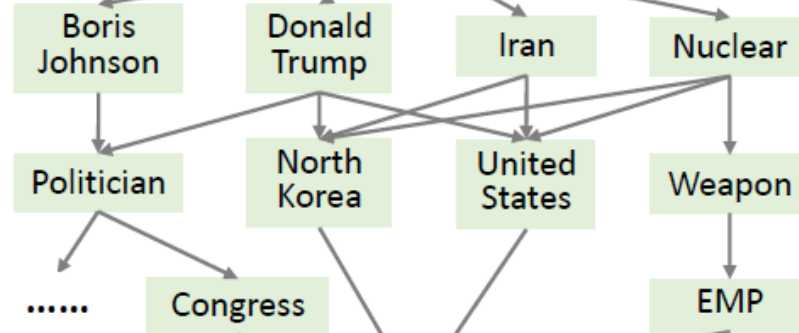 Boris
Johnson
Donald
Trump
Iran
Nuclear
Politician
North
Korea
United
States
Weapon
......
Congress
EMP